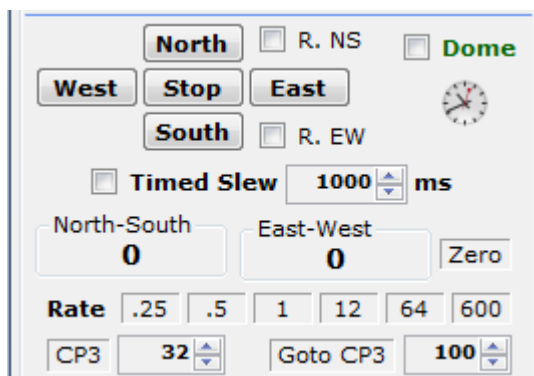 North R. NS Dome
West Stop East
South R. EW
Timed Slew 1000 ms
North-South East-West
0 0 Zero
Rate .25 .5 1 12 64 600
CP3 32 Goto CP3 100